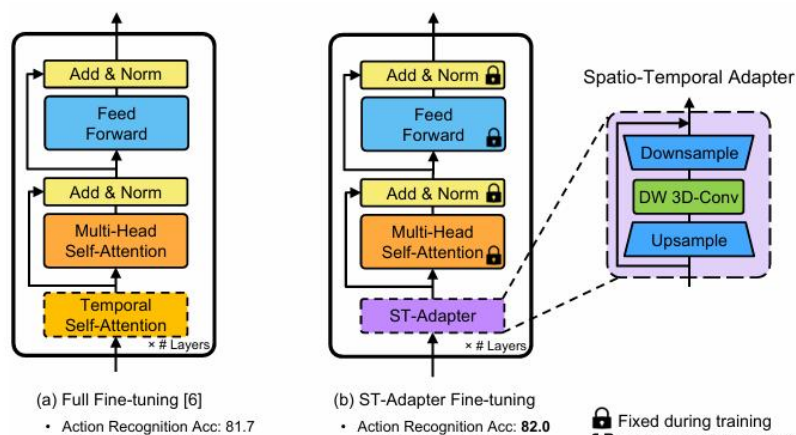 Add & Norm
Feed
Forward
Add & Norm
Multi-Head
Self-Attention
Temporal
Self-Attention
× # Layers
(a) Full Fine-tuning [6]
• Action Recognition Acc: 81.7
Add & Norm
Feed
Forward
Add & Norm
Multi-Head
Self-Attention
ST-Adapter
× # Layers
(b) ST-Adapter Fine-tuning
• Action Recognition Acc: 82.0
Spatio-Temporal Adapter
Downsample
DW 3D-Conv
Upsample
Fixed during training